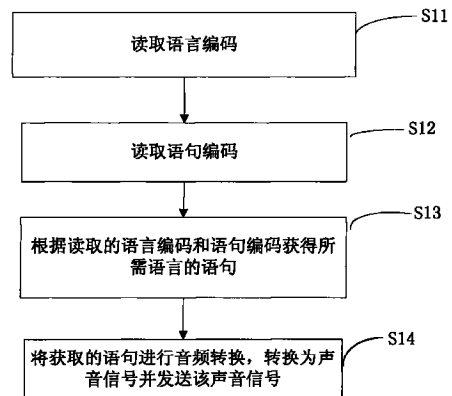 读取语言编码
S11
读取语句编码
S12
根据读取的语言编码和语句编码获得所
需语言的语句
S13
将获取的语句进行音频转换，转换为声
音信号并发送该声音信号
S14